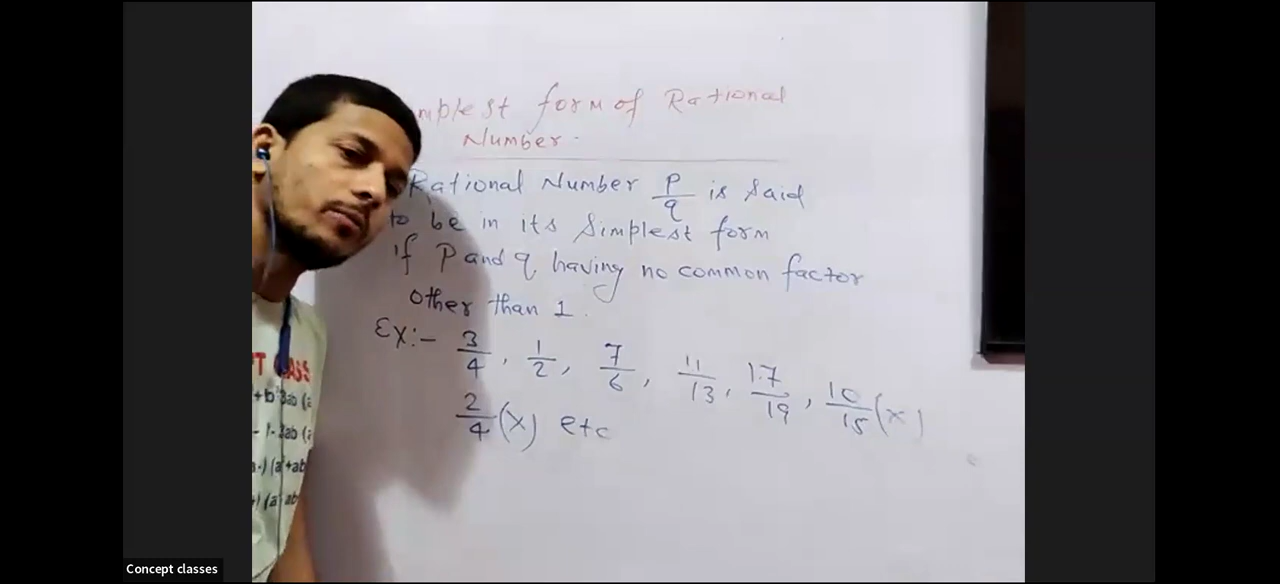 mplest form of Rational
Number.
Rational Number P/q is said
to be in its Simplest form
if P and q having no common factor
other than 1.
Ex:- 3/4, 1/2, 7/6, 11/13, 17/19, 10/15 (x)
2/4 (x) etc
T CLASS
Concept classes